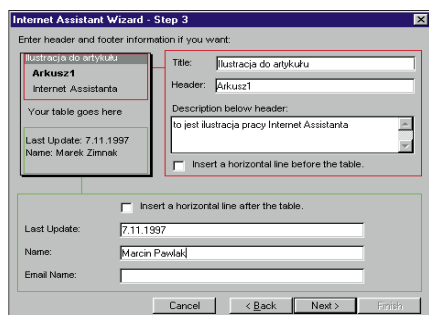 Internet Assistant Wizard - Step 3
Enter header and footer information if you want:
Ilustracja do artykułu
Arkusz1
Internet Assistanta
Your table goes here
Last Update: 7.11.1997
Name: Marek Zimnak
Title: Ilustracja do artykułu
Header: Arkusz1
Description below header:
to jest ilustracja pracy Internet Assistanta
Insert a horizontal line before the table.
Insert a horizontal line after the table.
Last Update: 7.11.1997
Name: Marcin Pawlak
Email Name:
Cancel < Back Next > Finish